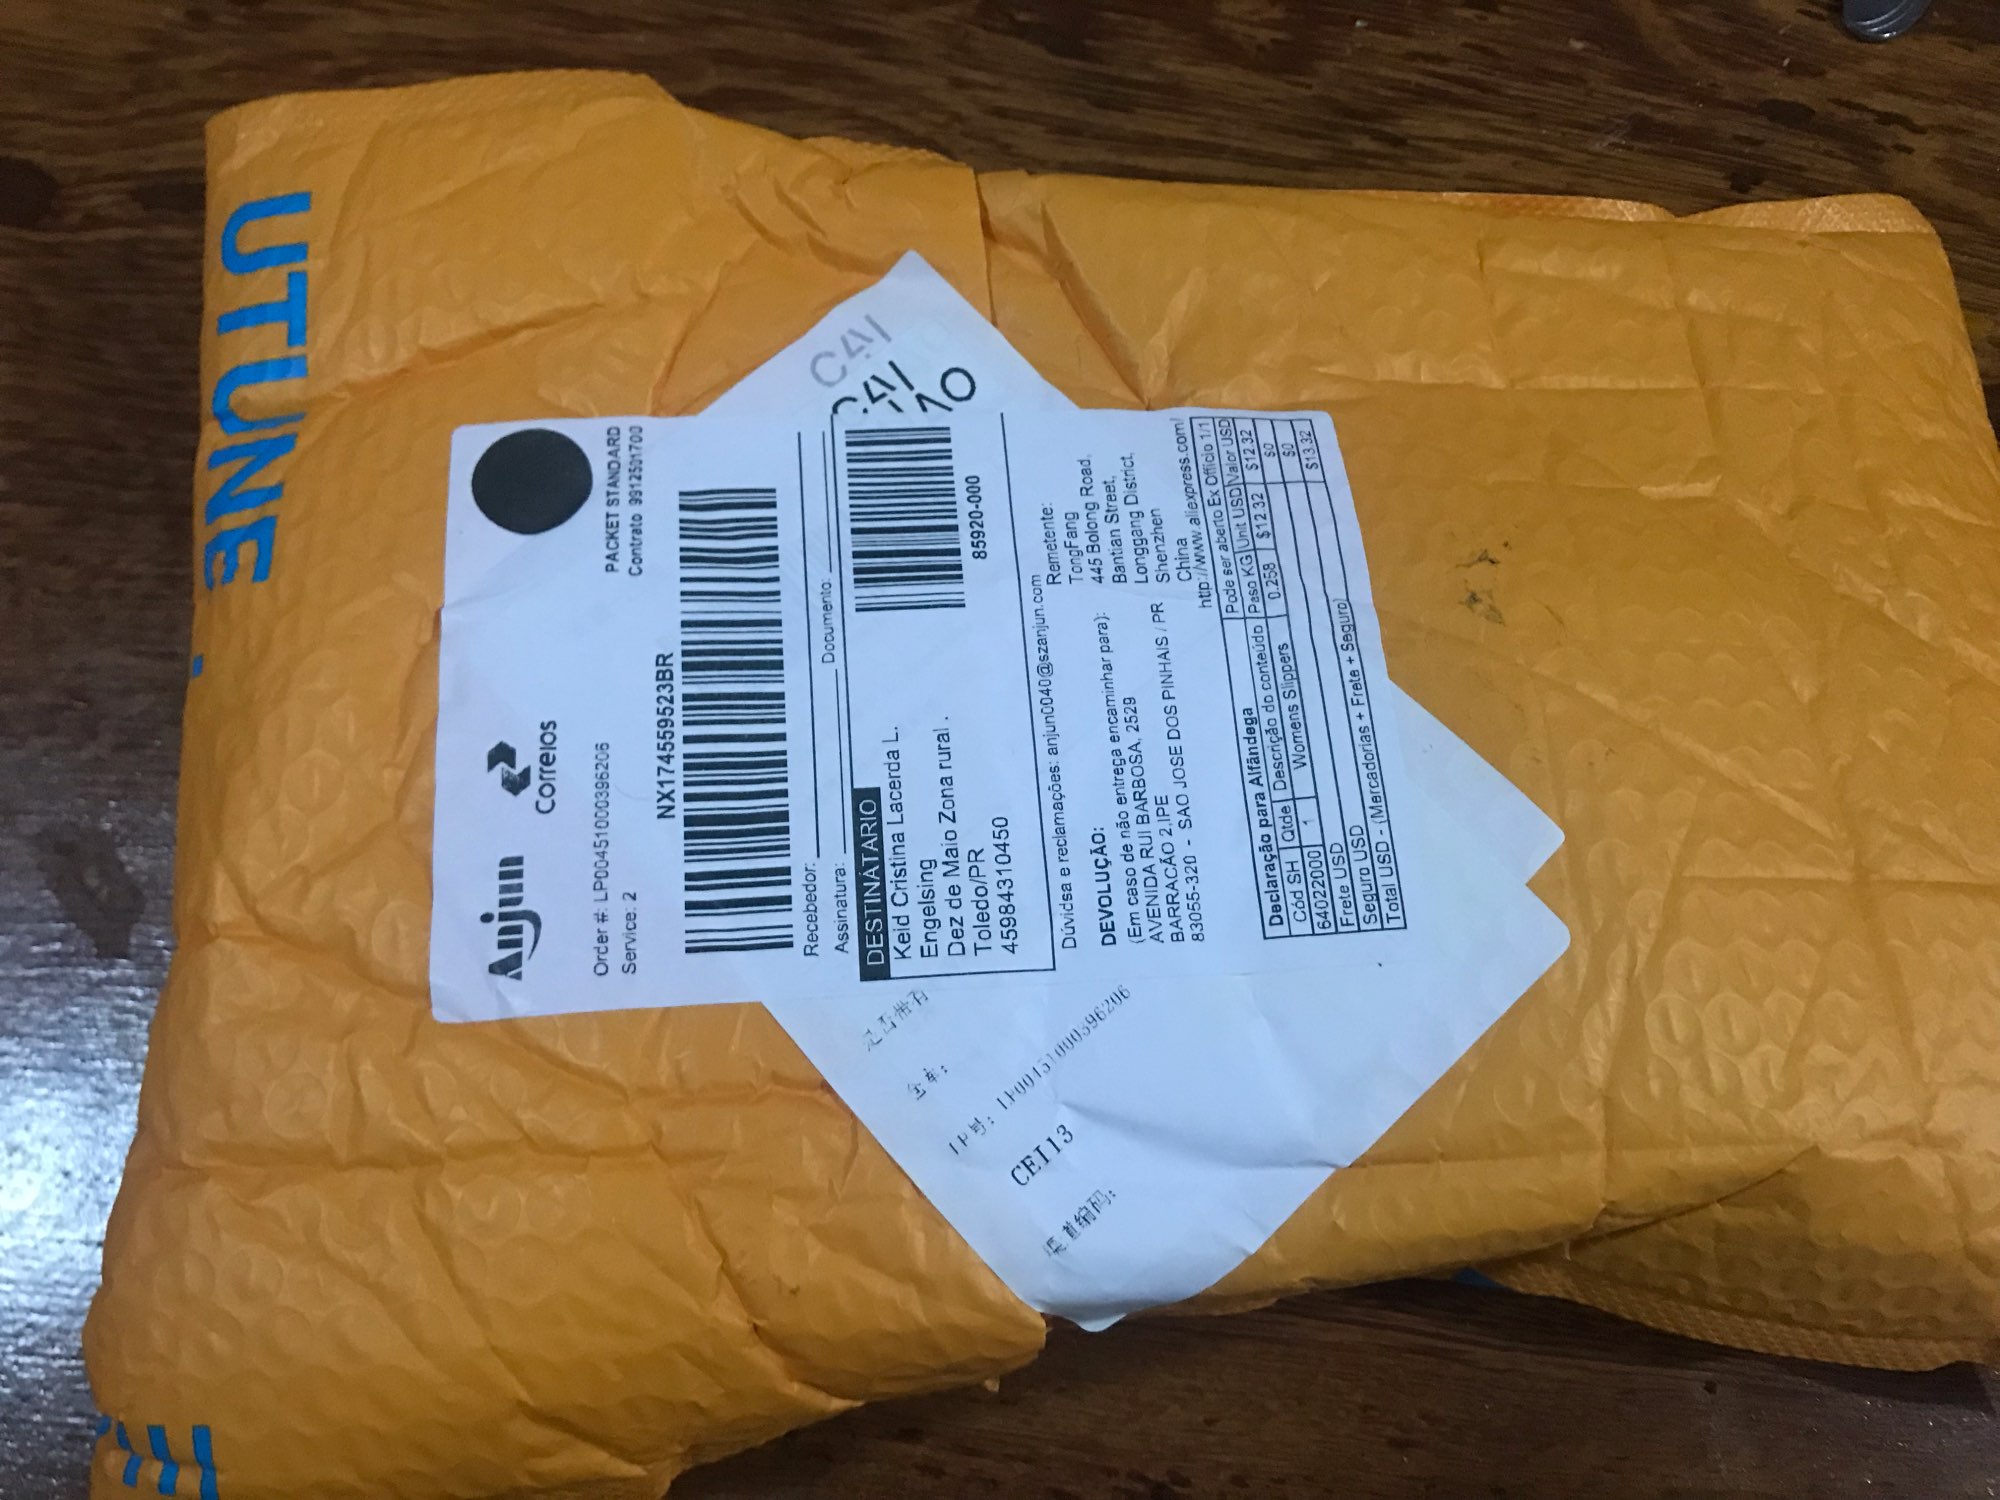 UTUNE
Anjun
Correios
PACKET STANDARD
Contrato 9912501700
Order #: LP00451000396206
Service: 2
NX174559523BR
Recebedor:
Assinatura: Documento:
DESTINATÁRIO
Keid Cristina Lacerda L.
Engelsing
Dez de Maio Zona rural .
Toledo/PR
45984310450
85920-000
Dúvidsa e reclamações: anjun0040@szanjun.com
DEVOLUÇÃO:
(Em caso de não entrega encaminhar para):
AVENIDA RUI BARBOSA, 2529
BARRACÃO 2,IPE
83055-320 - SAO JOSE DOS PINHAIS / PR
Remetente:
TongFang
445 Bolong Road,
Bantian Street,
Longgang District,
Shenzhen
China
http://www.aliexpress.com/
Declaração para Alfândega Pode ser aberto Ex Officio 1/1
Cód SH Qtde Descrição do conteúdo Paso KG Unit USD Valor USD
64022000 1 Womens Slippers 0.258 $12.32 $12.32
Frete USD $0
Seguro USD $0
Total USD - (Mercadorias + Frete + Seguro) $13.32
LP00451000396206
CEI13